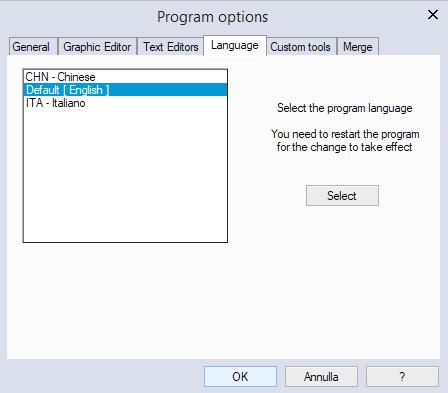 Program options
General
Graphic Editor
Text Editors
Language
Custom tools
Merge
CHN - Chinese
Default [ English ]
ITA - Italiano
Select the program language
You need to restart the program
for the change to take effect
Select
OK
Annulla
?